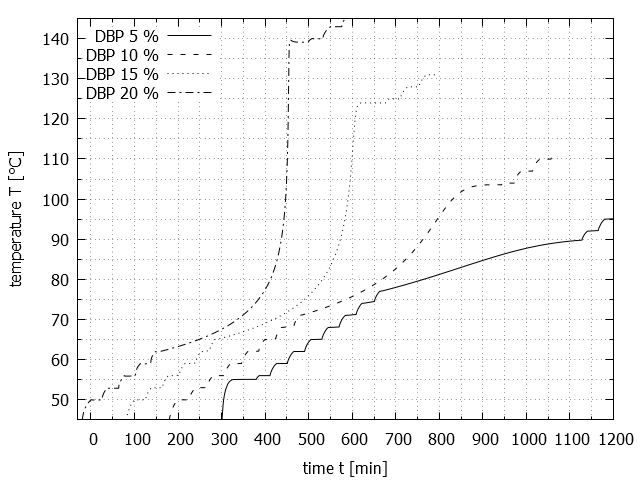 DBP 5 %
DBP 10 %
DBP 15 %
DBP 20 %
140
130
120
110
100
90
80
70
60
50
temperature T [°C]
0 100 200 300 400 500 600 700 800 900 1000 1100 1200
time t [min]